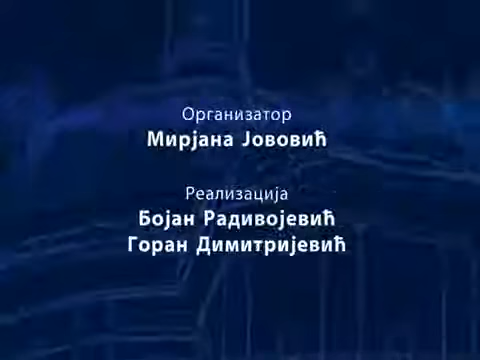 Организатор
Мирјана Јововић
Реализација
Бојан Радивојевић
Горан Димитријевић